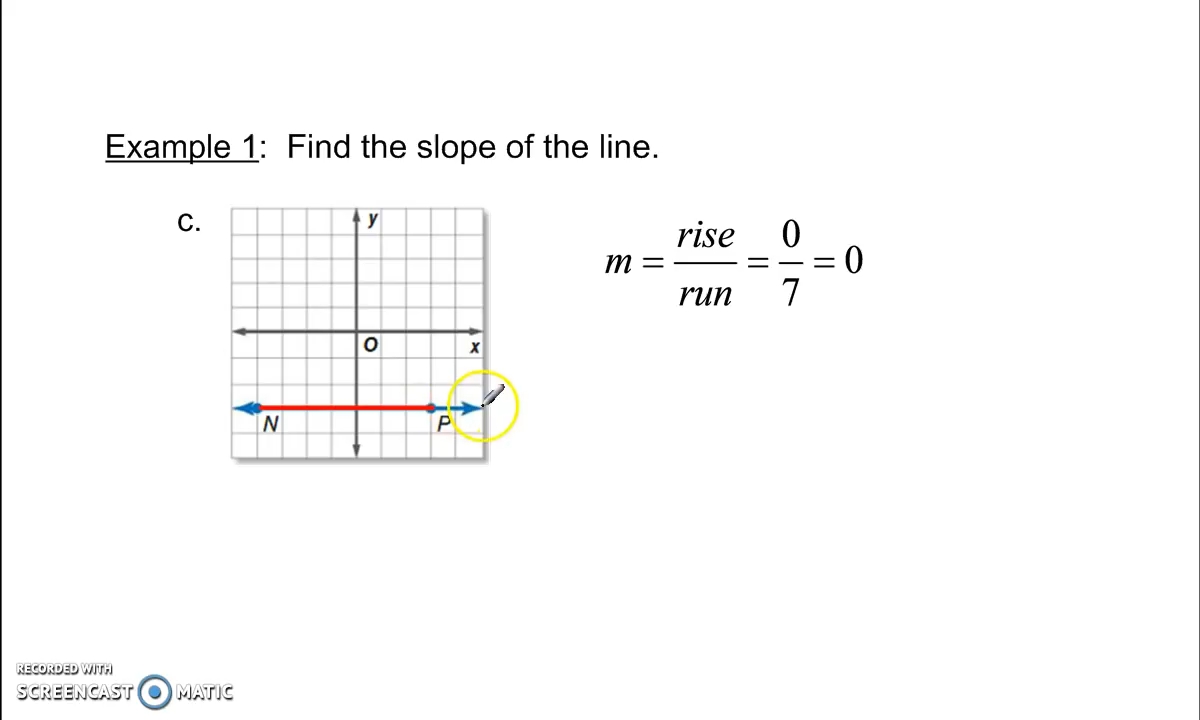 Example 1: Find the slope of the line.
c.
y
O
x
N
P
m = rise/run = 0/7 = 0
RECORDED WITH
SCREENCAST MATIC